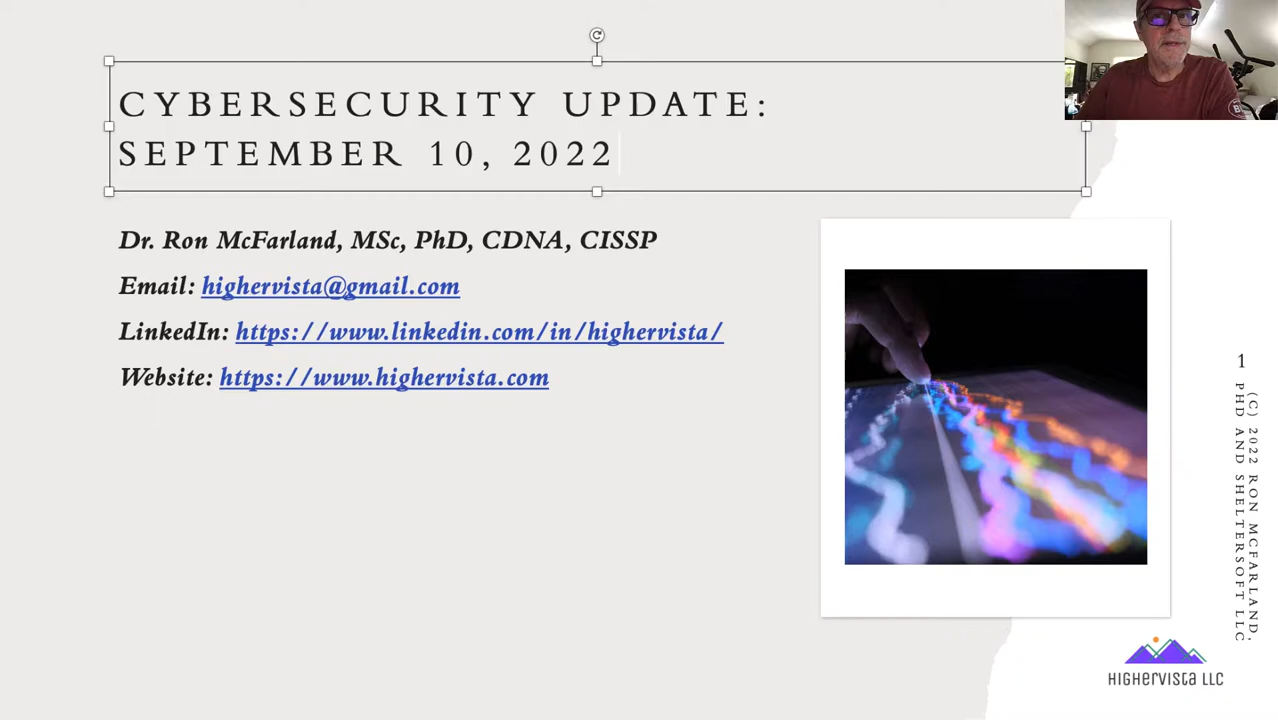 CYBERSECURITY UPDATE:
SEPTEMBER 10, 2022
Dr. Ron McFarland, MSc, PhD, CDNA, CISSP
Email: highervista@gmail.com
LinkedIn: https://www.linkedin.com/in/highervista/
Website: https://www.highervista.com
1
(C) 2022 RON MCFARLAND,
PHD AND SHELTERSOFT LLC
HIGHERVISTA LLC